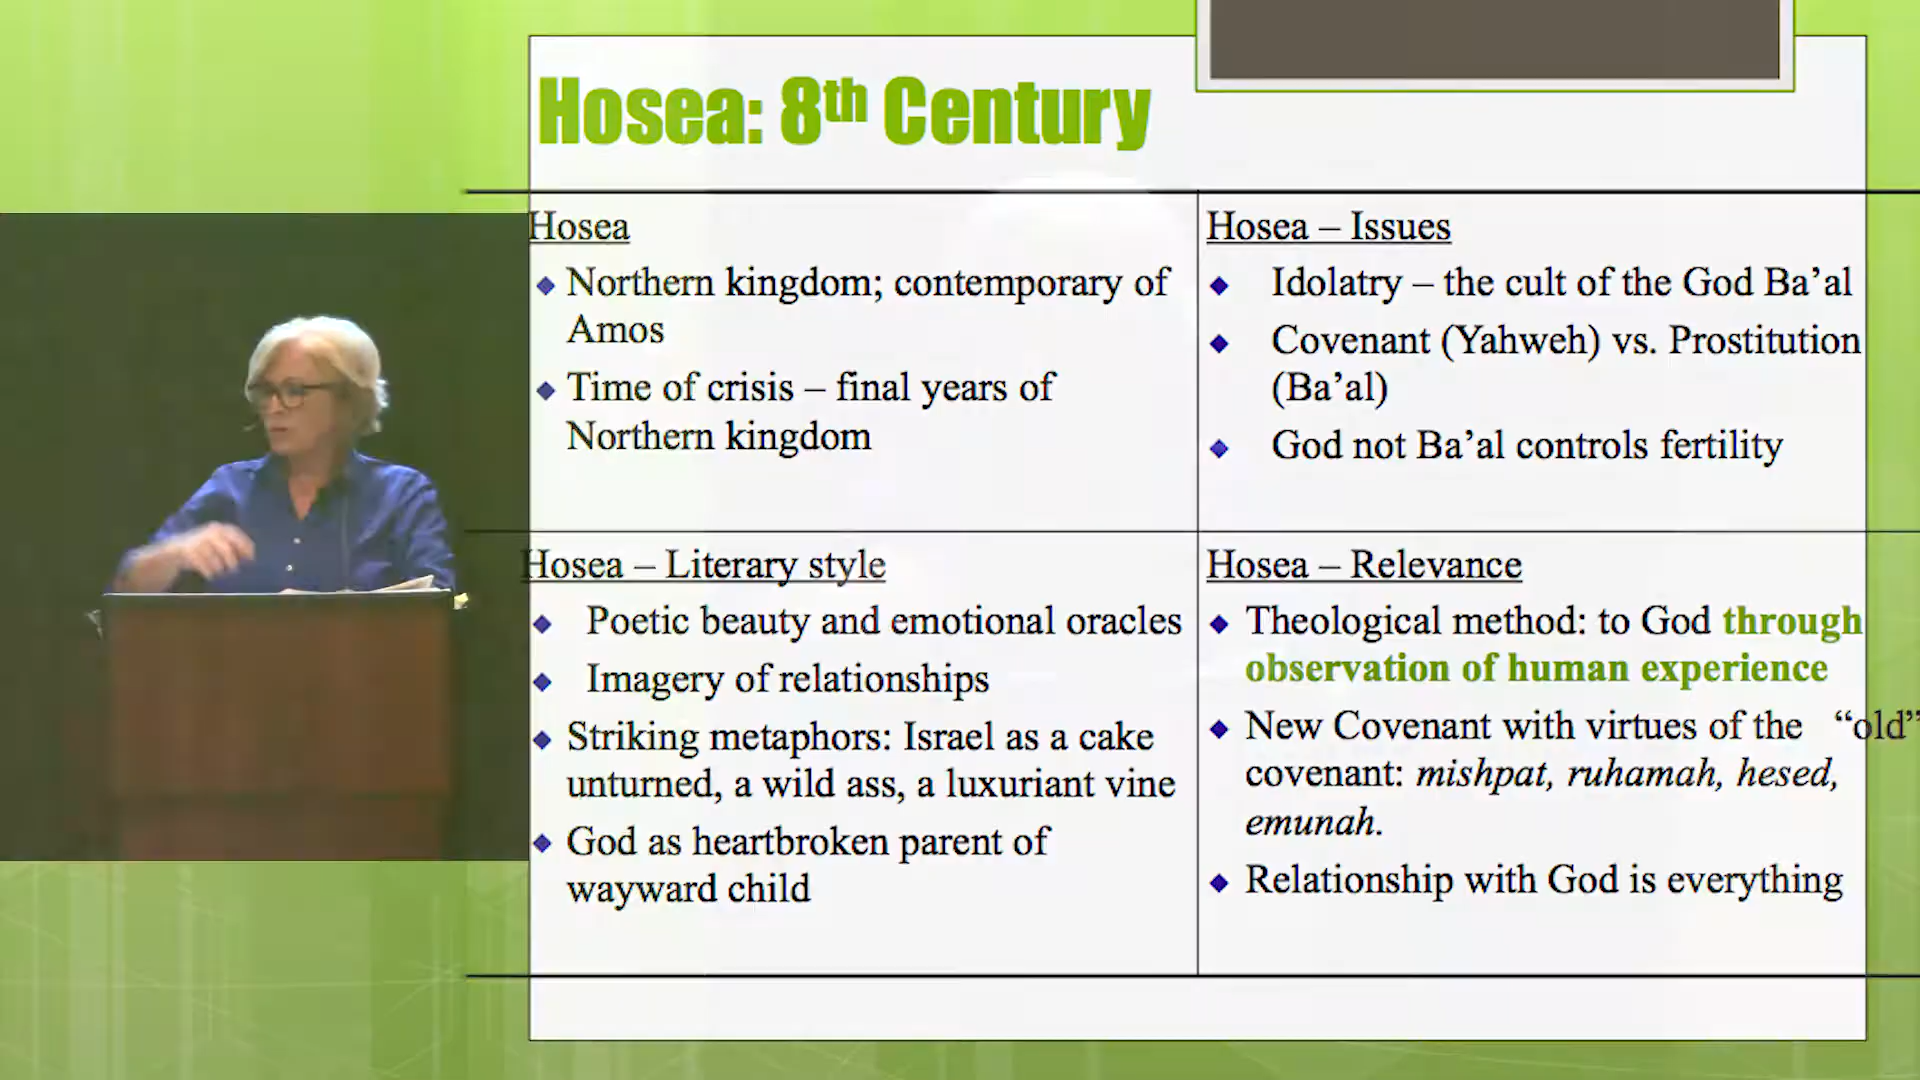 Hosea: 8th Century
Hosea
Northern kingdom; contemporary of
Amos
Time of crisis – final years of
Northern kingdom
Hosea – Issues
Idolatry – the cult of the God Ba’al
Covenant (Yahweh) vs. Prostitution
(Ba’al)
God not Ba’al controls fertility
Hosea – Literary style
Poetic beauty and emotional oracles
Imagery of relationships
Striking metaphors: Israel as a cake
unturned, a wild ass, a luxuriant vine
God as heartbroken parent of
wayward child
Hosea – Relevance
Theological method: to God through
observation of human experience
New Covenant with virtues of the “old”
covenant: mishpat, ruhamah, hesed,
emunah.
Relationship with God is everything